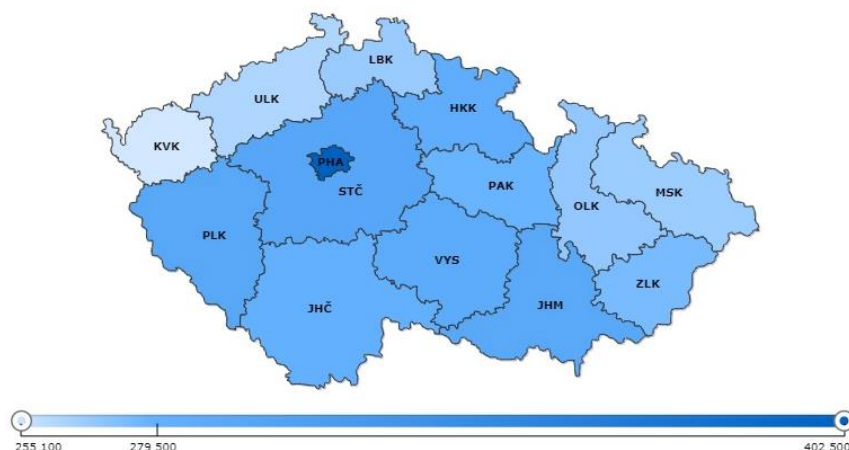 LBK
ULK
HKK
KVK
PHA
STČ
PAK
OLK
MSK
PLK
VYS
ZLK
JHČ
JHM
255 100
279 500
402 500